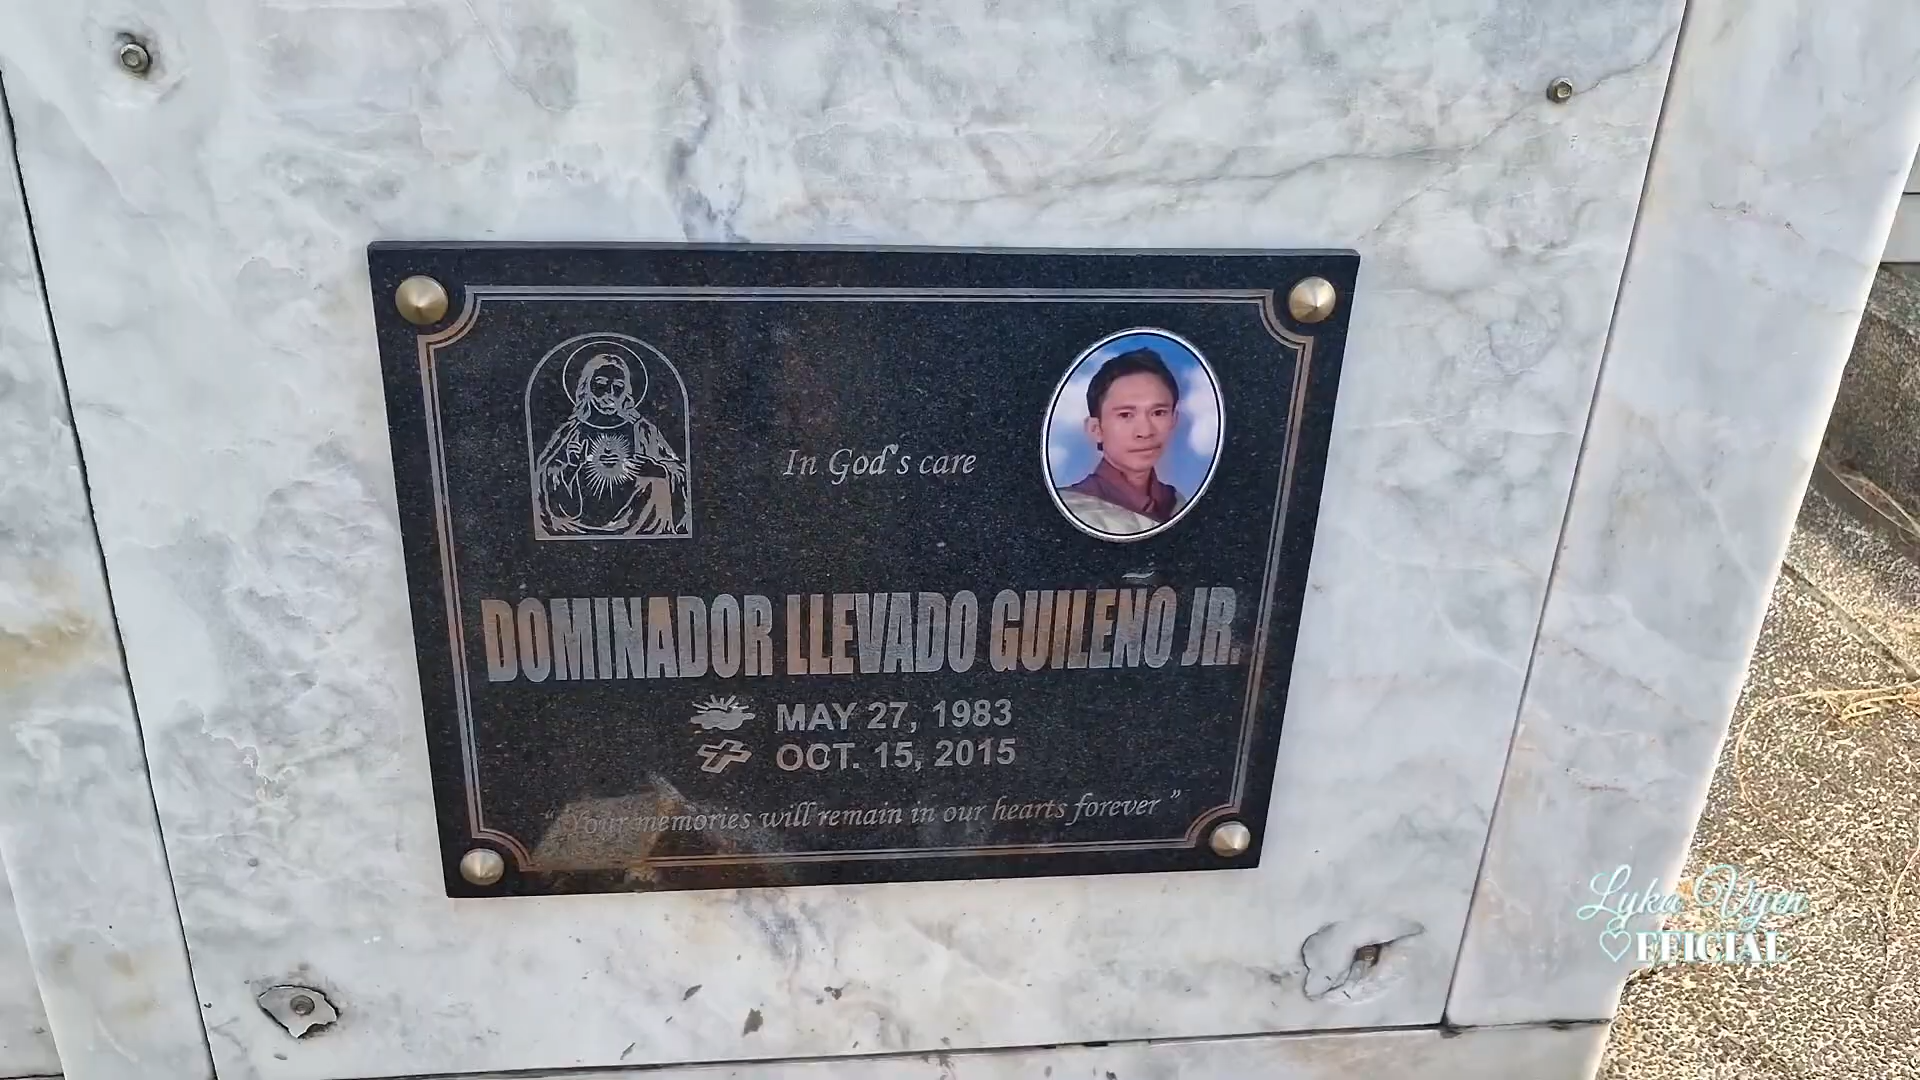 In God's care
DOMINADOR LLEVADO GUILEÑO JR.
MAY 27, 1983
OCT. 15, 2015
“Your memories will remain in our hearts forever”
Lyka Vyen
OFFICIAL